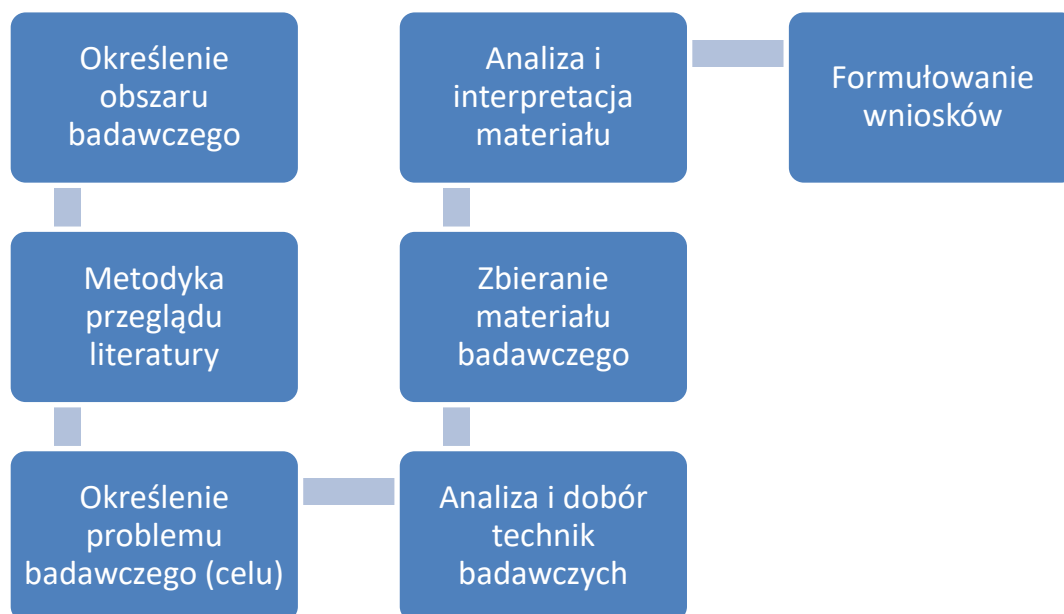 Określenie
obszaru
badawczego
Metodyka
przeglądu
literatury
Określenie
problemu
badawczego (celu)
Analiza i dobór
technik
badawczych
Zbieranie
materiału
badawczego
Analiza i
interpretacja
materiału
Formułowanie
wniosków